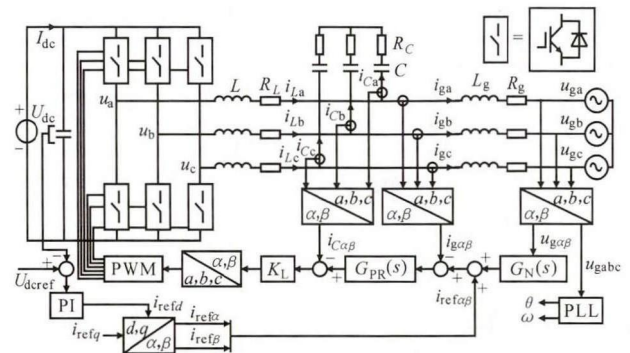 I_dc
R_C
=
i_Ca
C
L
R_L
i_La
i_ga
L_g
R_g
u_ga
+
U_dc
-
u_a
i_Lb
i_Cb
i_gb
u_gb
u_b
i_Cc
i_Lc
i_gc
u_gc
u_c
a,b,c
α,β
a,b,c
α,β
a,b,c
α,β
i_Cαβ
i_gαβ
u_gαβ
u_gabc
U_dcref
+
-
PWM
α,β
a,b,c
K_L
-
+
G_PR(s)
-
+
+
+
G_N(s)
i_refαβ
PI
i_refd
i_refq
d,q
α,β
i_refα
i_refβ
θ
ω
PLL